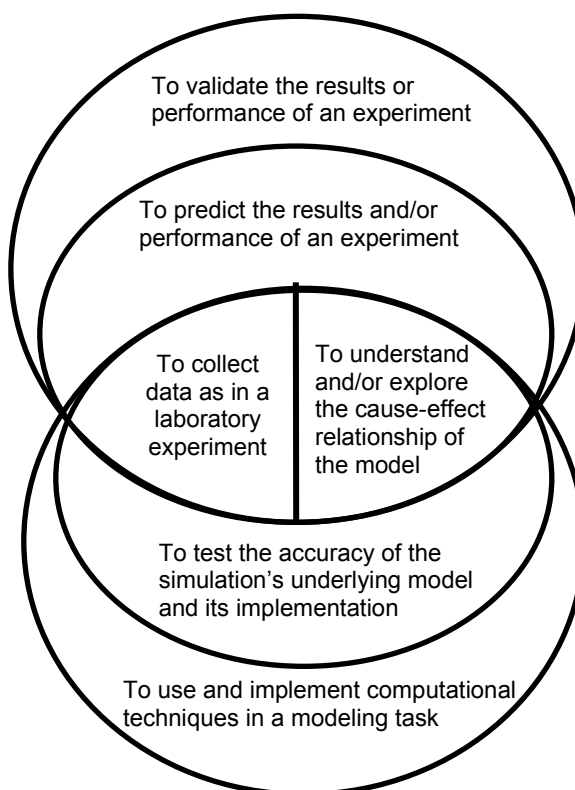 To validate the results or
performance of an experiment
To predict the results and/or
performance of an experiment
To collect
data as in a
laboratory
experiment
To understand
and/or explore
the cause-effect
relationship of
the model
To test the accuracy of the
simulation’s underlying model
and its implementation
To use and implement computational
techniques in a modeling task